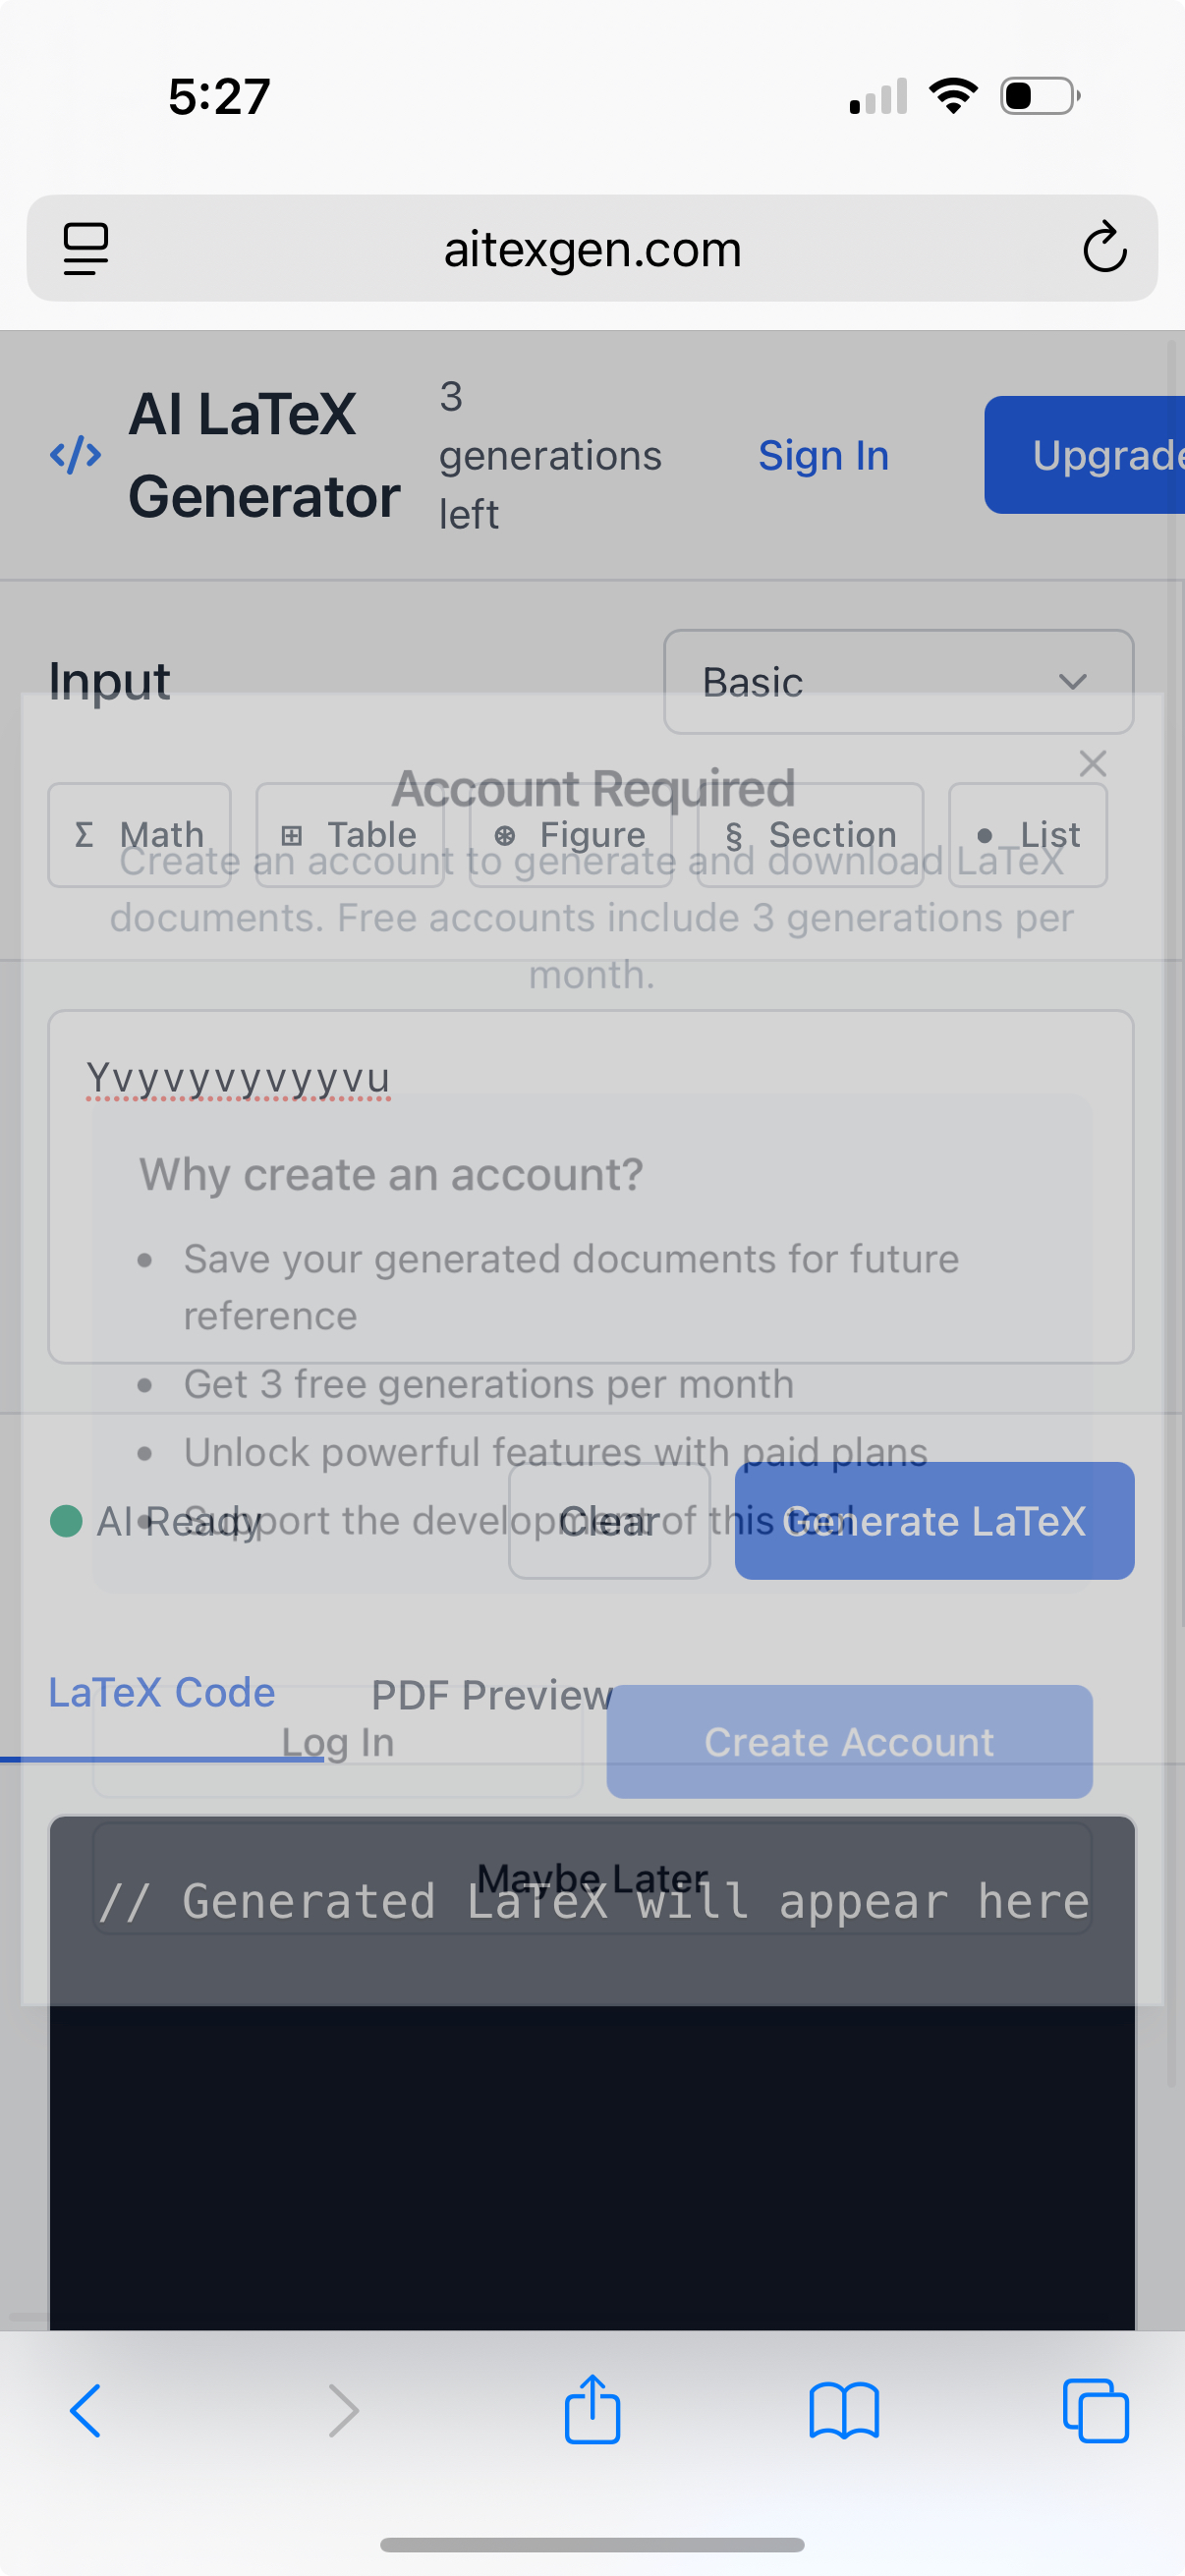 5:27
aitexgen.com
AI LaTeX
Generator
3
generations
left
Sign In
Upgrade
Input
Basic
Account Required
Σ Math
Table
Figure
§ Section
List
Create an account to generate and download LaTeX
documents. Free accounts include 3 generations per
month.
Yvyvyvyvyyvu
Why create an account?
Save your generated documents for future
reference
Get 3 free generations per month
Unlock powerful features with paid plans
Support the development of this tool
AI Ready
Clear
Generate LaTeX
LaTeX Code
PDF Preview
Log In
Create Account
Maybe Later
// Generated LaTeX will appear here